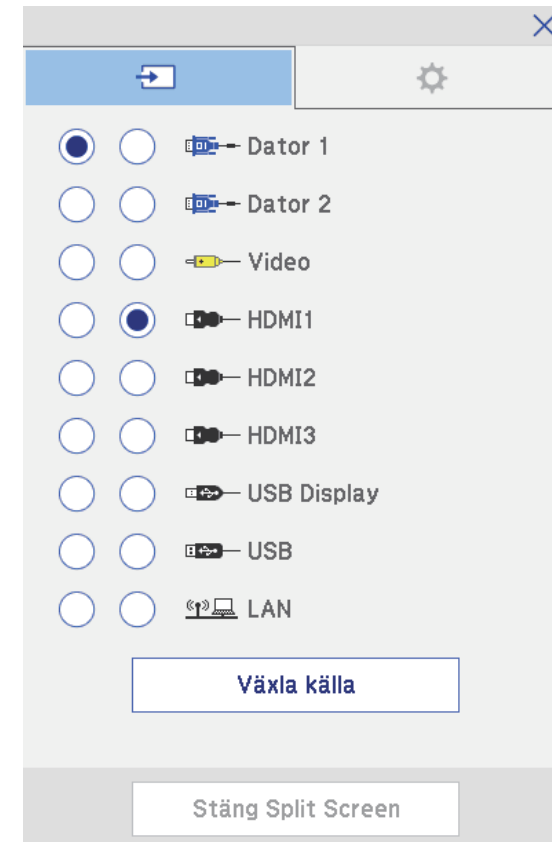 Dator 1
Dator 2
Video
HDMI1
HDMI2
HDMI3
USB Display
USB
LAN
Växla källa
Stäng Split Screen